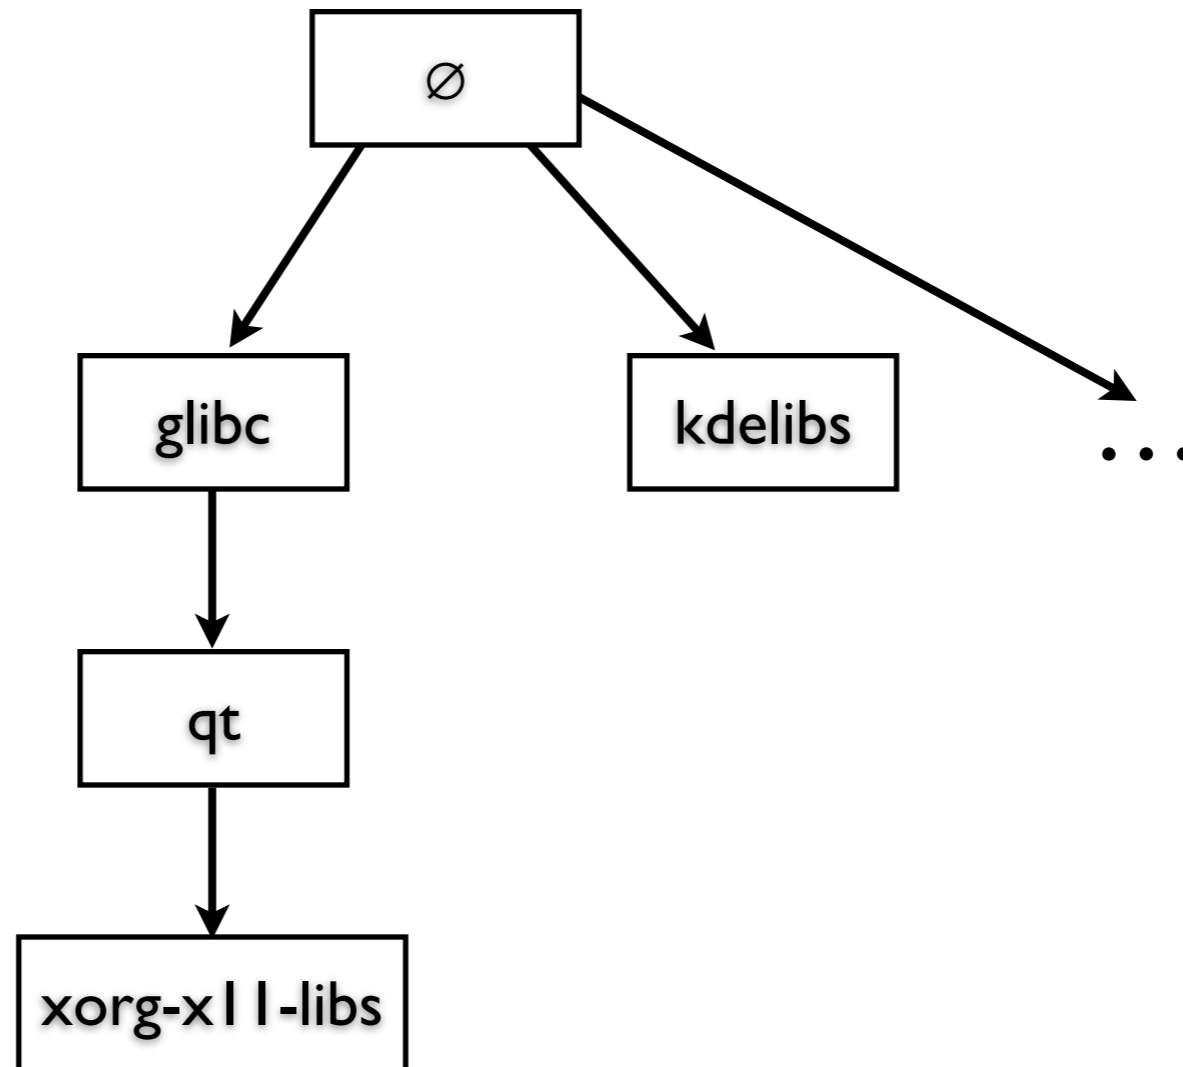 ∅
glibc
kdelibs
...
qt
xorg-x11-libs